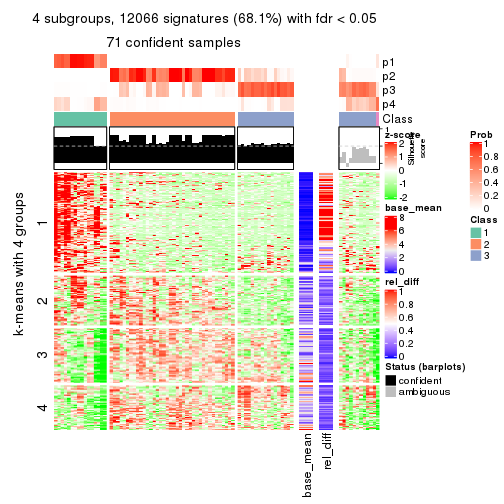 4 subgroups, 12066 signatures (68.1%) with fdr < 0.05
71 confident samples
p1
p2
p3
p4
Class
1
Silhouette
score
k-means with 4 groups
1
2
3
4
base_mean
rel_diff
z-score
2
1
0
-1
-2
base_mean
8
6
4
2
0
rel_diff
1
0.8
0.6
0.4
0.2
0
Status (barplots)
confident
ambiguous
Prob
1
0.8
0.6
0.4
0.2
0
Class
1
2
3